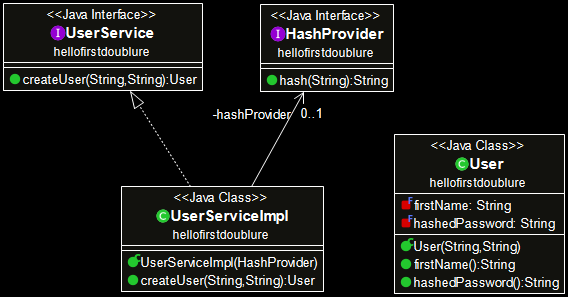 <<Java Interface>>
UserService
hellofirstdoublure
createUser(String,String):User
<<Java Interface>>
HashProvider
hellofirstdoublure
hash(String):String
-hashProvider 0..1
<<Java Class>>
UserServiceImpl
hellofirstdoublure
UserServiceImpl(HashProvider)
createUser(String,String):User
<<Java Class>>
User
hellofirstdoublure
firstName: String
hashedPassword: String
User(String,String)
firstName():String
hashedPassword():String